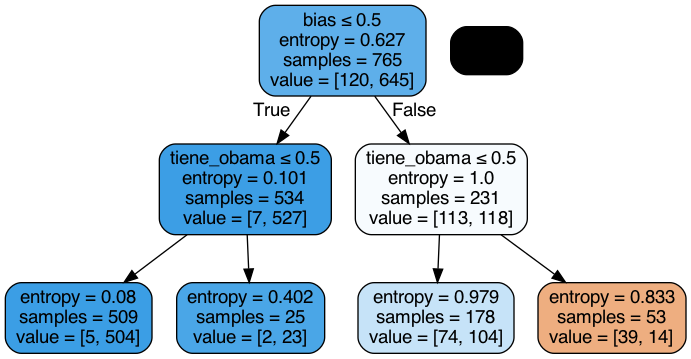 bias ≤ 0.5
entropy = 0.627
samples = 765
value = [120, 645]
True
False
tiene_obama ≤ 0.5
entropy = 0.101
samples = 534
value = [7, 527]
tiene_obama ≤ 0.5
entropy = 1.0
samples = 231
value = [113, 118]
entropy = 0.08
samples = 509
value = [5, 504]
entropy = 0.402
samples = 25
value = [2, 23]
entropy = 0.979
samples = 178
value = [74, 104]
entropy = 0.833
samples = 53
value = [39, 14]